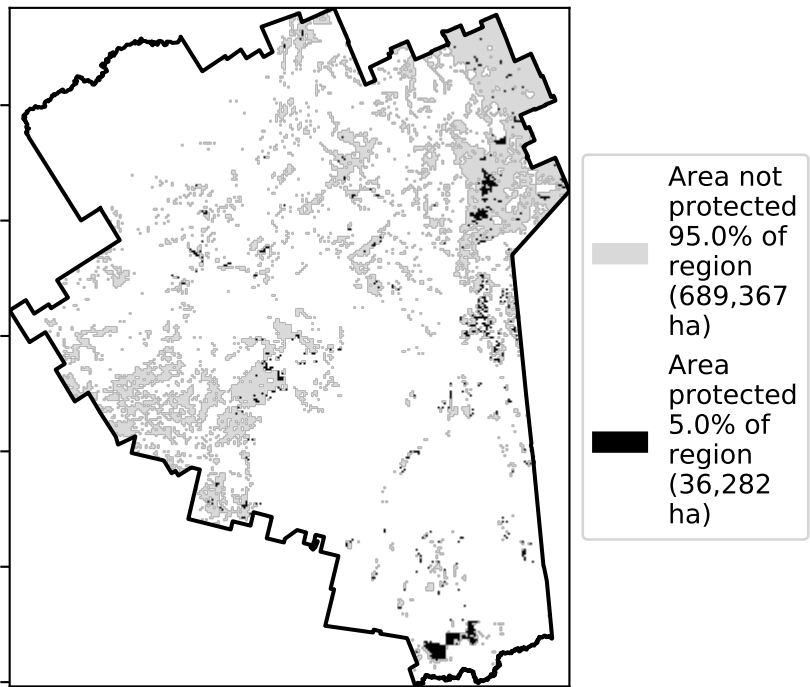 Area not
protected
95.0% of
region
(689,367
ha)
Area
protected
5.0% of
region
(36,282
ha)